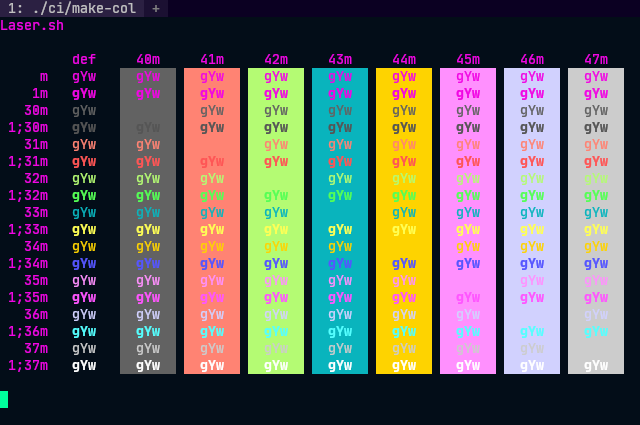 1: ./ci/make-col +
Laser.sh
def 40m 41m 42m 43m 44m 45m 46m 47m
m gYw gYw gYw gYw gYw gYw gYw gYw gYw
1m gYw gYw gYw gYw gYw gYw gYw gYw gYw
30m gYw gYw gYw gYw gYw gYw gYw gYw
1;30m gYw gYw gYw gYw gYw gYw gYw gYw gYw
31m gYw gYw gYw gYw gYw gYw gYw gYw
1;31m gYw gYw gYw gYw gYw gYw gYw gYw gYw
32m gYw gYw gYw gYw gYw gYw gYw gYw
1;32m gYw gYw gYw gYw gYw gYw gYw gYw gYw
33m gYw gYw gYw gYw gYw gYw gYw gYw
1;33m gYw gYw gYw gYw gYw gYw gYw gYw gYw
34m gYw gYw gYw gYw gYw gYw gYw gYw
1;34m gYw gYw gYw gYw gYw gYw gYw gYw gYw
35m gYw gYw gYw gYw gYw gYw gYw gYw
1;35m gYw gYw gYw gYw gYw gYw gYw gYw gYw
36m gYw gYw gYw gYw gYw gYw gYw gYw
1;36m gYw gYw gYw gYw gYw gYw gYw gYw gYw
37m gYw gYw gYw gYw gYw gYw gYw gYw
1;37m gYw gYw gYw gYw gYw gYw gYw gYw gYw